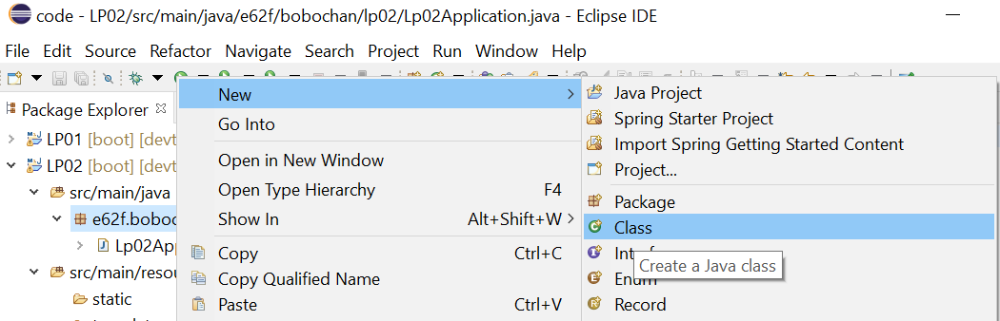 code - LP02/src/main/java/e62f/bobochan/lp02/Lp02Application.java - Eclipse IDE
File Edit Source Refactor Navigate Search Project Run Window Help
Package Explorer
LP01 [boot] [devt
LP02 [boot] [devt
src/main/java
e62f.boboc
Lp02App
src/main/resou
static
New
Go Into
Open in New Window
Open Type Hierarchy F4
Show In Alt+Shift+W
Copy Ctrl+C
Copy Qualified Name
Paste Ctrl+V
Java Project
Spring Starter Project
Import Spring Getting Started Content
Project...
Package
Class
Interf
Create a Java class
Enum
Record